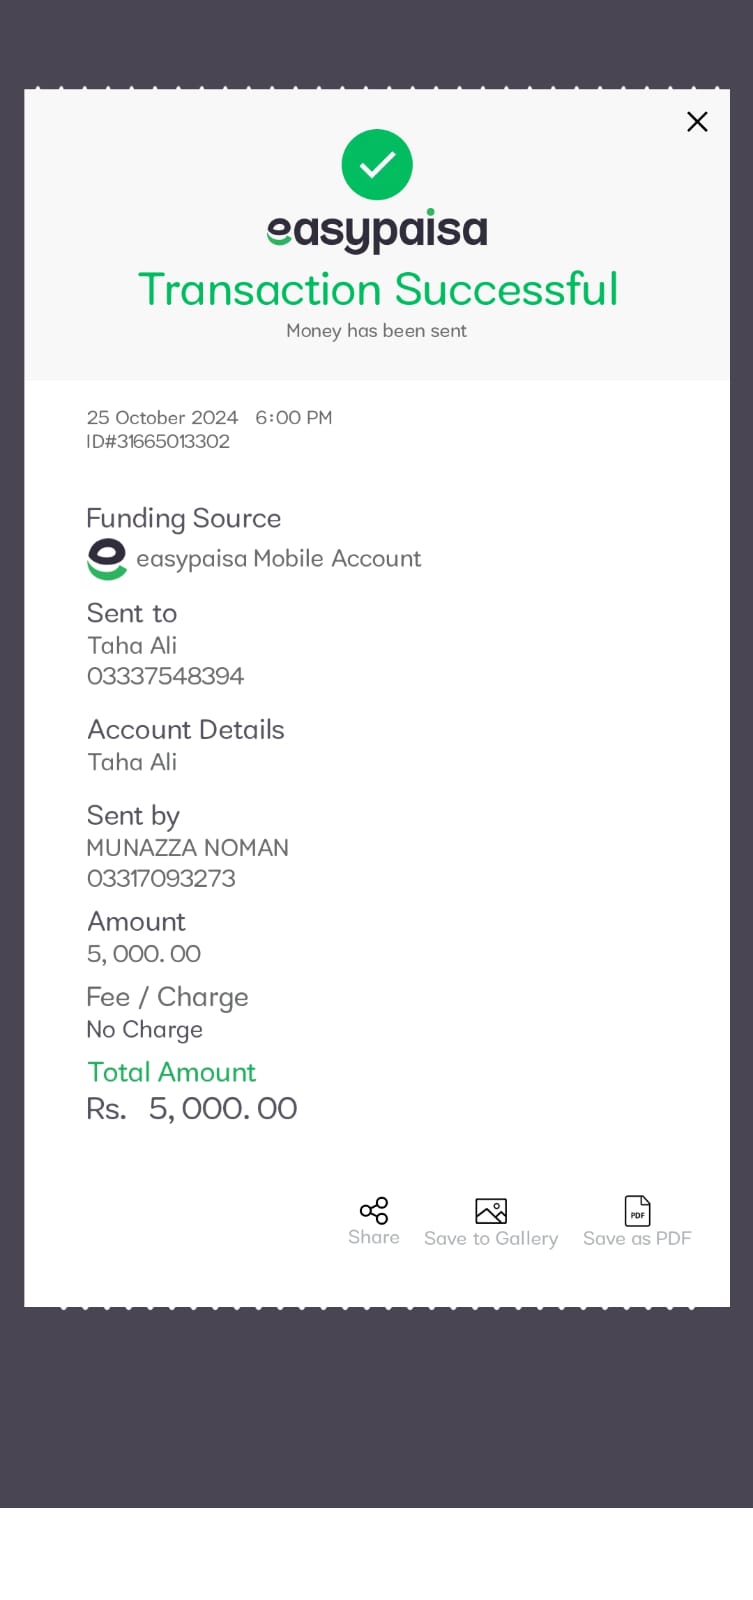 easypaisa
Transaction Successful
Money has been sent
25 October 2024 6:00 PM
ID#31665013302
Funding Source
easypaisa Mobile Account
Sent to
Taha Ali
03337548394
Account Details
Taha Ali
Sent by
MUNAZZA NOMAN
03317093273
Amount
5, 000. 00
Fee / Charge
No Charge
Total Amount
Rs. 5, 000. 00
PDF
Share Save to Gallery Save as PDF